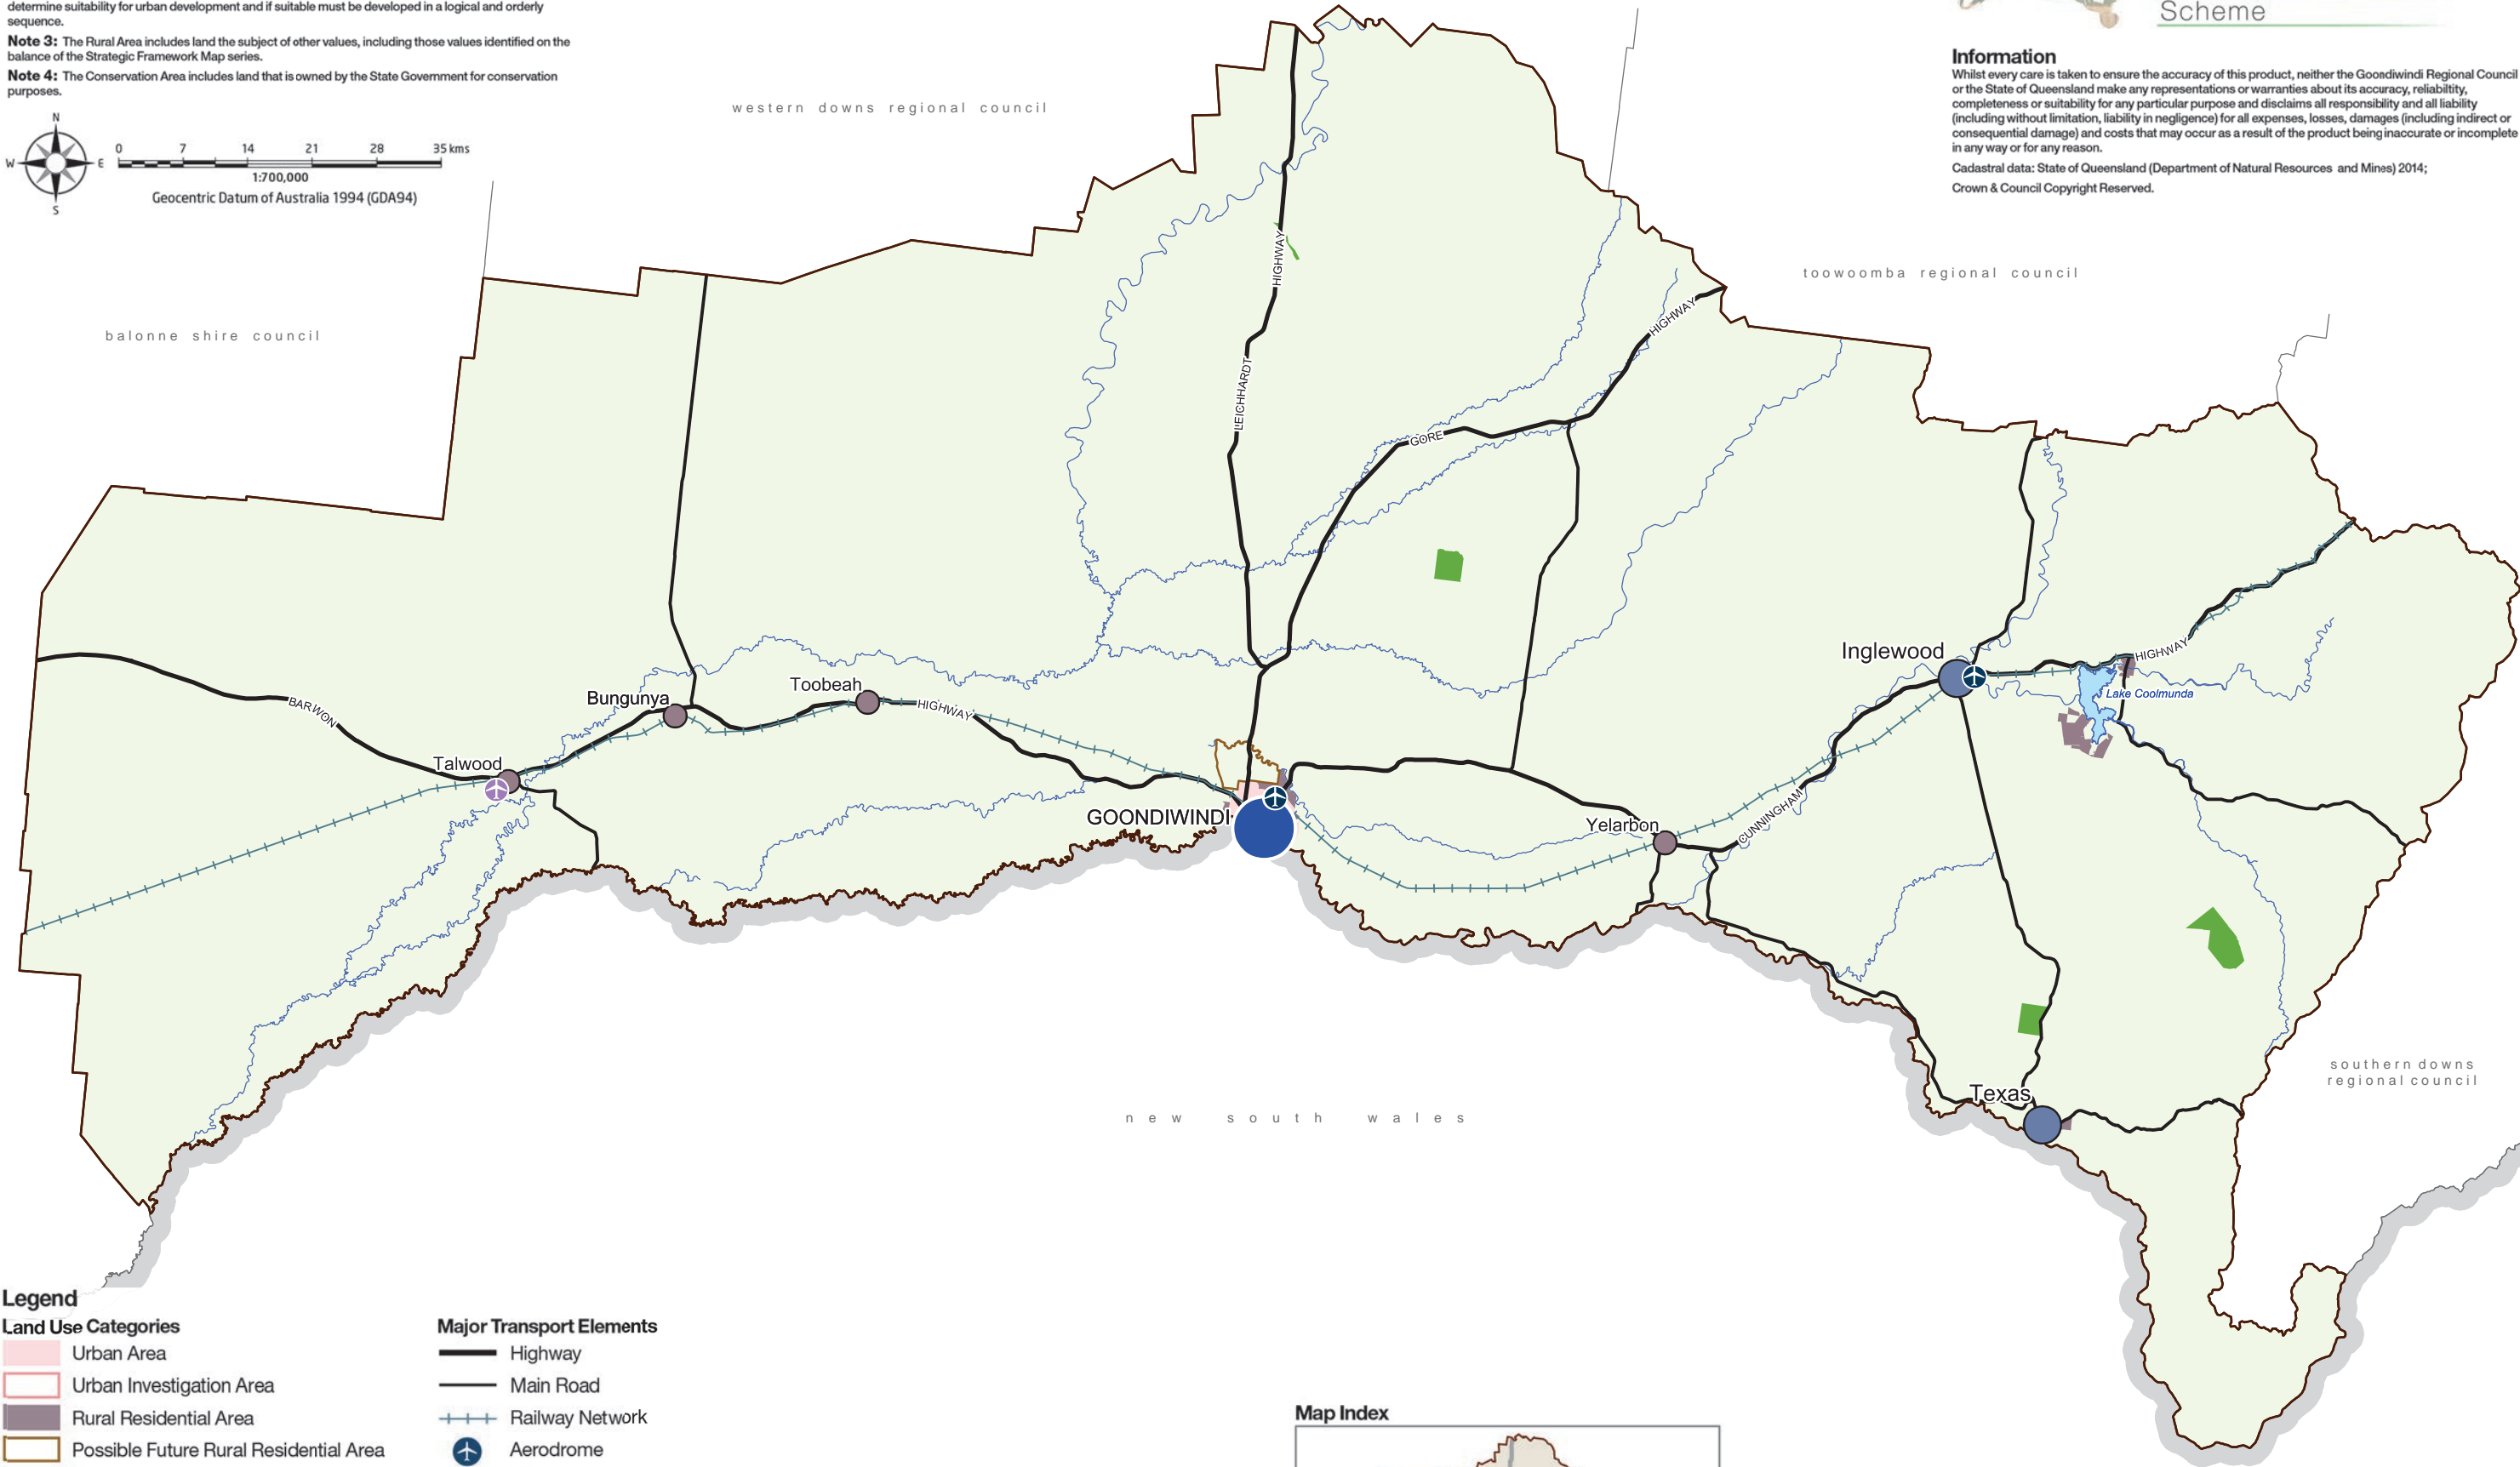 determine suitability for urban development and if suitable must be developed in a logical and orderly
sequence.
Note 3: The Rural Area includes land the subject of other values, including those values identified on the
balance of the Strategic Framework Map series.
Note 4: The Conservation Area includes land that is owned by the State Government for conservation
purposes.
N
W E
S
0 7 14 21 28 35 kms
1:700,000
Geocentric Datum of Australia 1994 (GDA94)
Scheme
Information
Whilst every care is taken to ensure the accuracy of this product, neither the Goondiwindi Regional Council
or the State of Queensland make any representations or warranties about its accuracy, reliabiltity,
completeness or suitability for any particular purpose and disclaims all responsibility and all liability
(including without limitation, liability in negligence) for all expenses, losses, damages (including indirect or
consequential damage) and costs that may occur as a result of the product being inaccurate or incomplete
in any way or for any reason.
Cadastral data: State of Queensland (Department of Natural Resources and Mines) 2014;
Crown & Council Copyright Reserved.
western downs regional council
toowoomba regional council
balonne shire council
HIGHWAY
LEICHHARDT
HIGHWAY
GORE
Inglewood
HIGHWAY
Lake Coolmunda
Bungunya
Toobeah
HIGHWAY
BARWON
Talwood
GOONDIWINDI
Yelarbon
CUNNINGHAM
southern downs
regional council
Texas
new south wales
Legend
Land Use Categories
Urban Area
Urban Investigation Area
Rural Residential Area
Possible Future Rural Residential Area
Major Transport Elements
Highway
Main Road
Railway Network
Aerodrome
Map Index